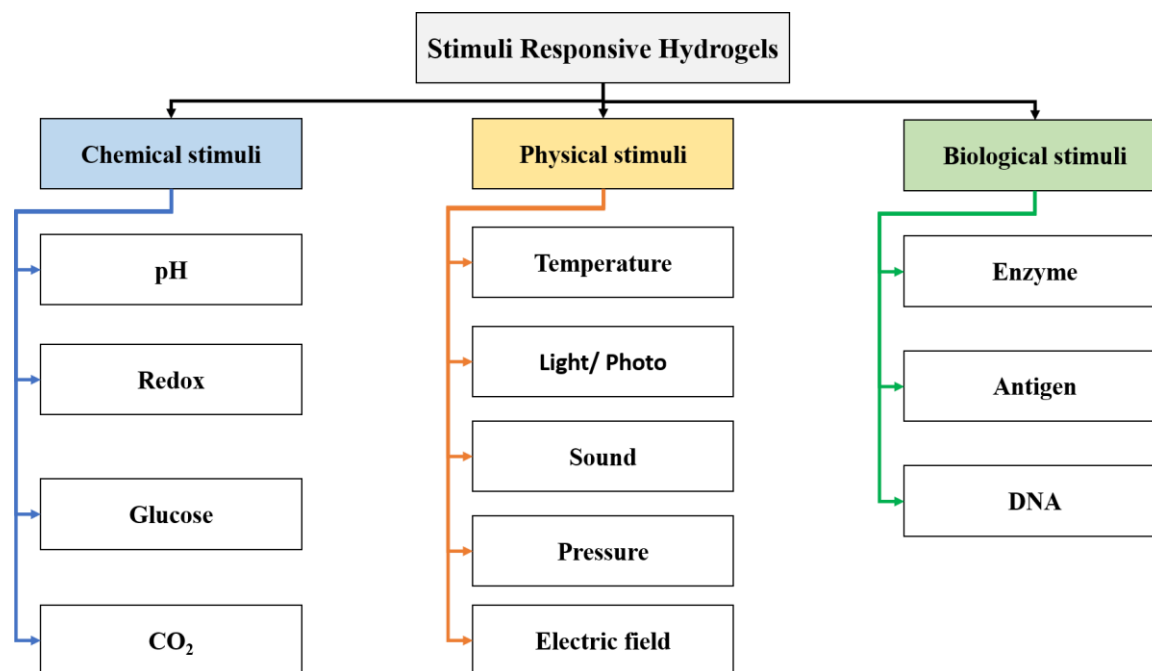 Stimuli Responsive Hydrogels
Chemical stimuli
pH
Redox
Glucose
CO₂
Physical stimuli
Temperature
Light/ Photo
Sound
Pressure
Electric field
Biological stimuli
Enzyme
Antigen
DNA